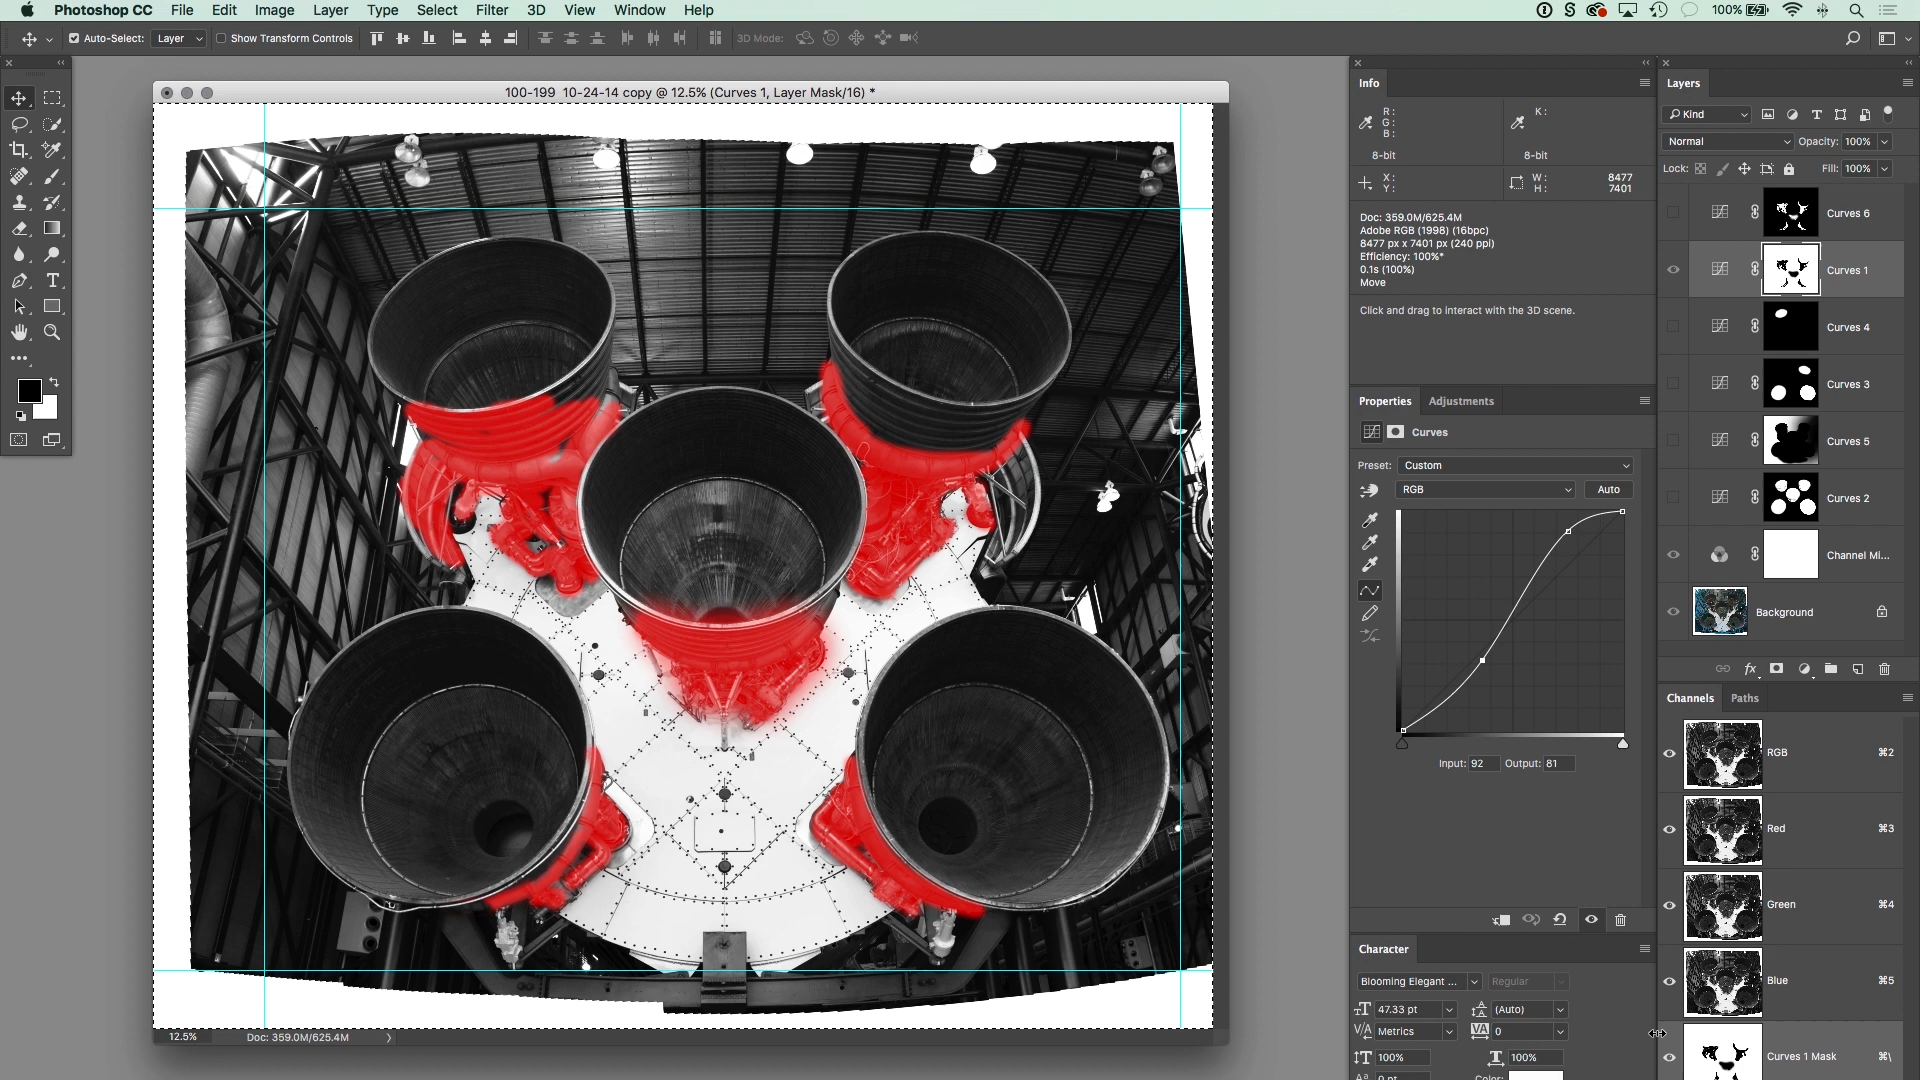 Photoshop CC File Edit Image Layer Type Select Filter 3D View Window Help 100%
Auto-Select: Layer Show Transform Controls 3D Mode:
100-199 10-24-14 copy @ 12.5% (Curves 1, Layer Mask/16) *
12.5% Doc: 359.0M/625.4M
Info
R:
G:
B:
K:
8-bit 8-bit
X:
Y:
W: 8477
H: 7401
Doc: 359.0M/625.4M
Adobe RGB (1998) (16bpc)
8477 px x 7401 px (240 ppi)
Efficiency: 100%*
0.1s (100%)
Move
Click and drag to interact with the 3D scene.
Properties Adjustments
Curves
Preset: Custom
RGB Auto
Input: 92 Output: 81
Character
Blooming Elegant ... Regular
47.33 pt (Auto)
Metrics 0
100% 100%
0 pt Color:
Layers
Kind
Normal Opacity: 100%
Lock: Fill: 100%
Curves 6
Curves 1
Curves 4
Curves 3
Curves 5
Curves 2
Channel Mi...
Background
Channels Paths
RGB ⌘2
Red ⌘3
Green ⌘4
Blue ⌘5
Curves 1 Mask ⌘\